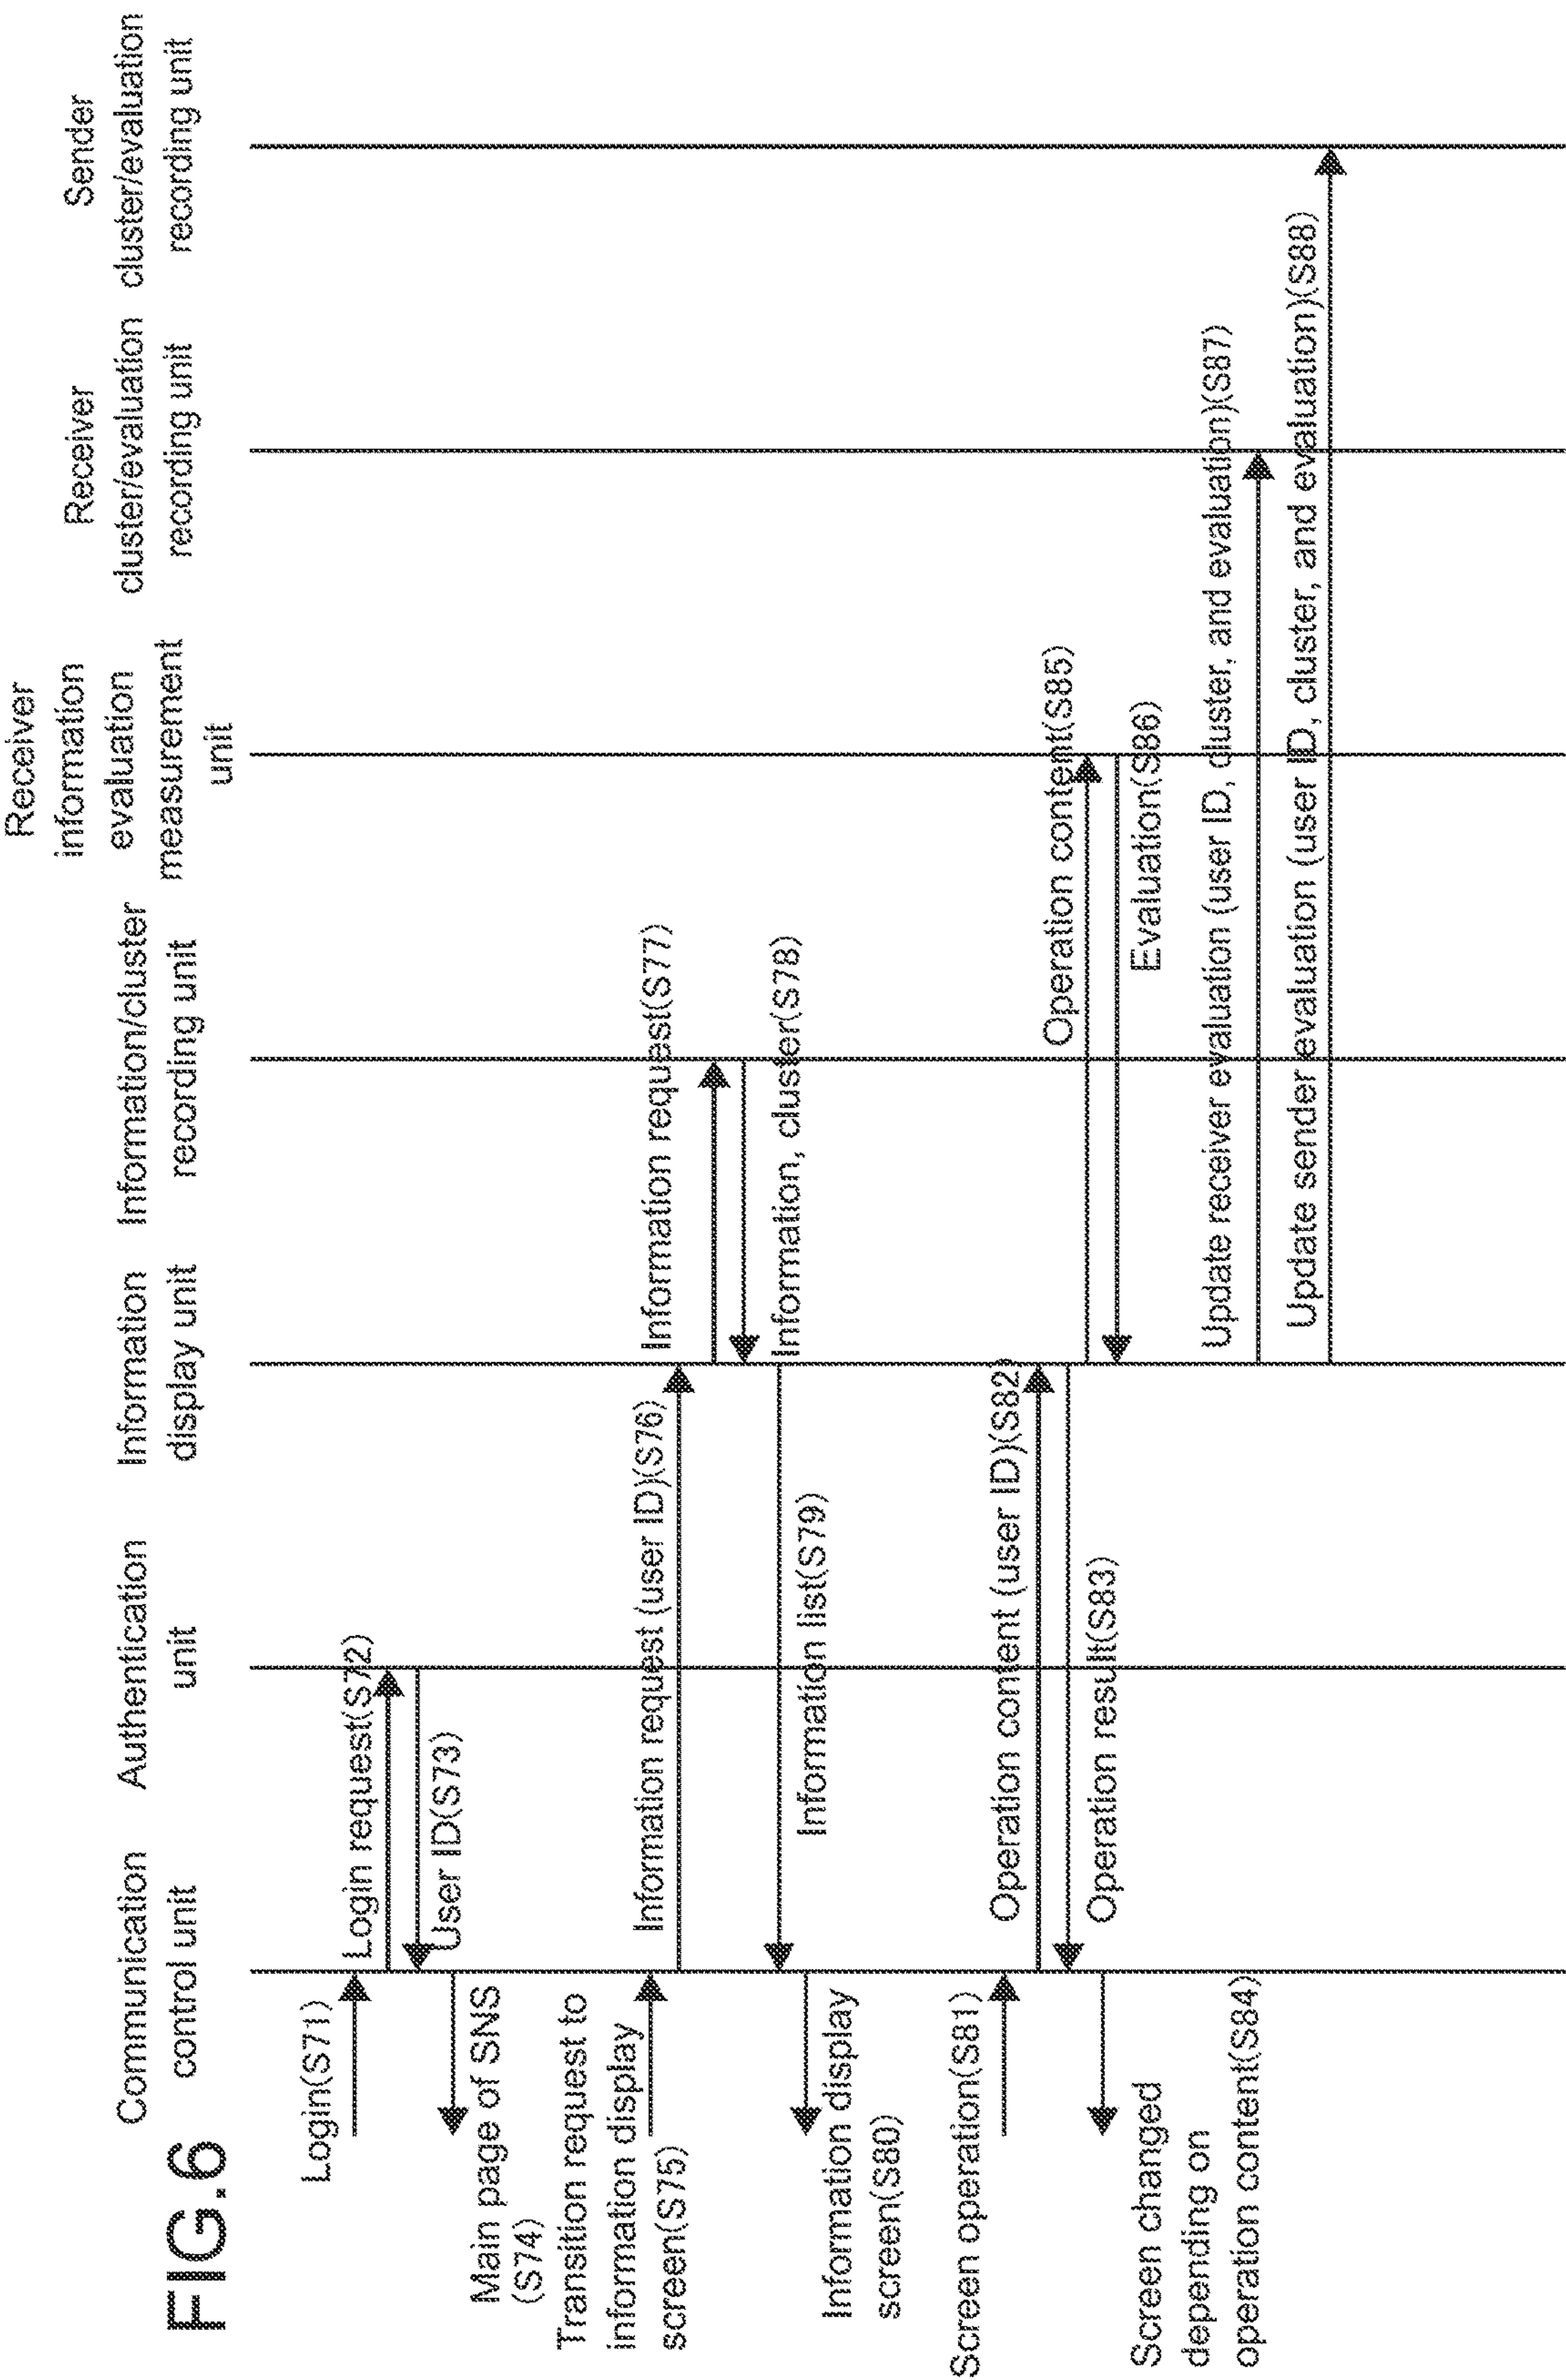 FIG.6
Communication
control unit
Authentication
unit
Information
display unit
Information/cluster
recording unit
Receiver
information
evaluation
measurement
unit
Receiver
cluster/evaluation
recording unit
Sender
cluster/evaluation
recording unit
Login(S71)
Login request(S72)
User ID(S73)
Main page of SNS
(S74)
Transition request to
information display
screen(S75)
Information request (user ID)(S76)
Information request(S77)
Information, cluster(S78)
Information list(S79)
Information display
screen(S80)
Screen operation(S81)
Operation content (user ID)(S82)
Operation result(S83)
Screen changed
depending on
operation content(S84)
Operation content(S85)
Evaluation(S86)
Update receiver evaluation (user ID, cluster, and evaluation)(S87)
Update sender evaluation (user ID, cluster, and evaluation)(S88)